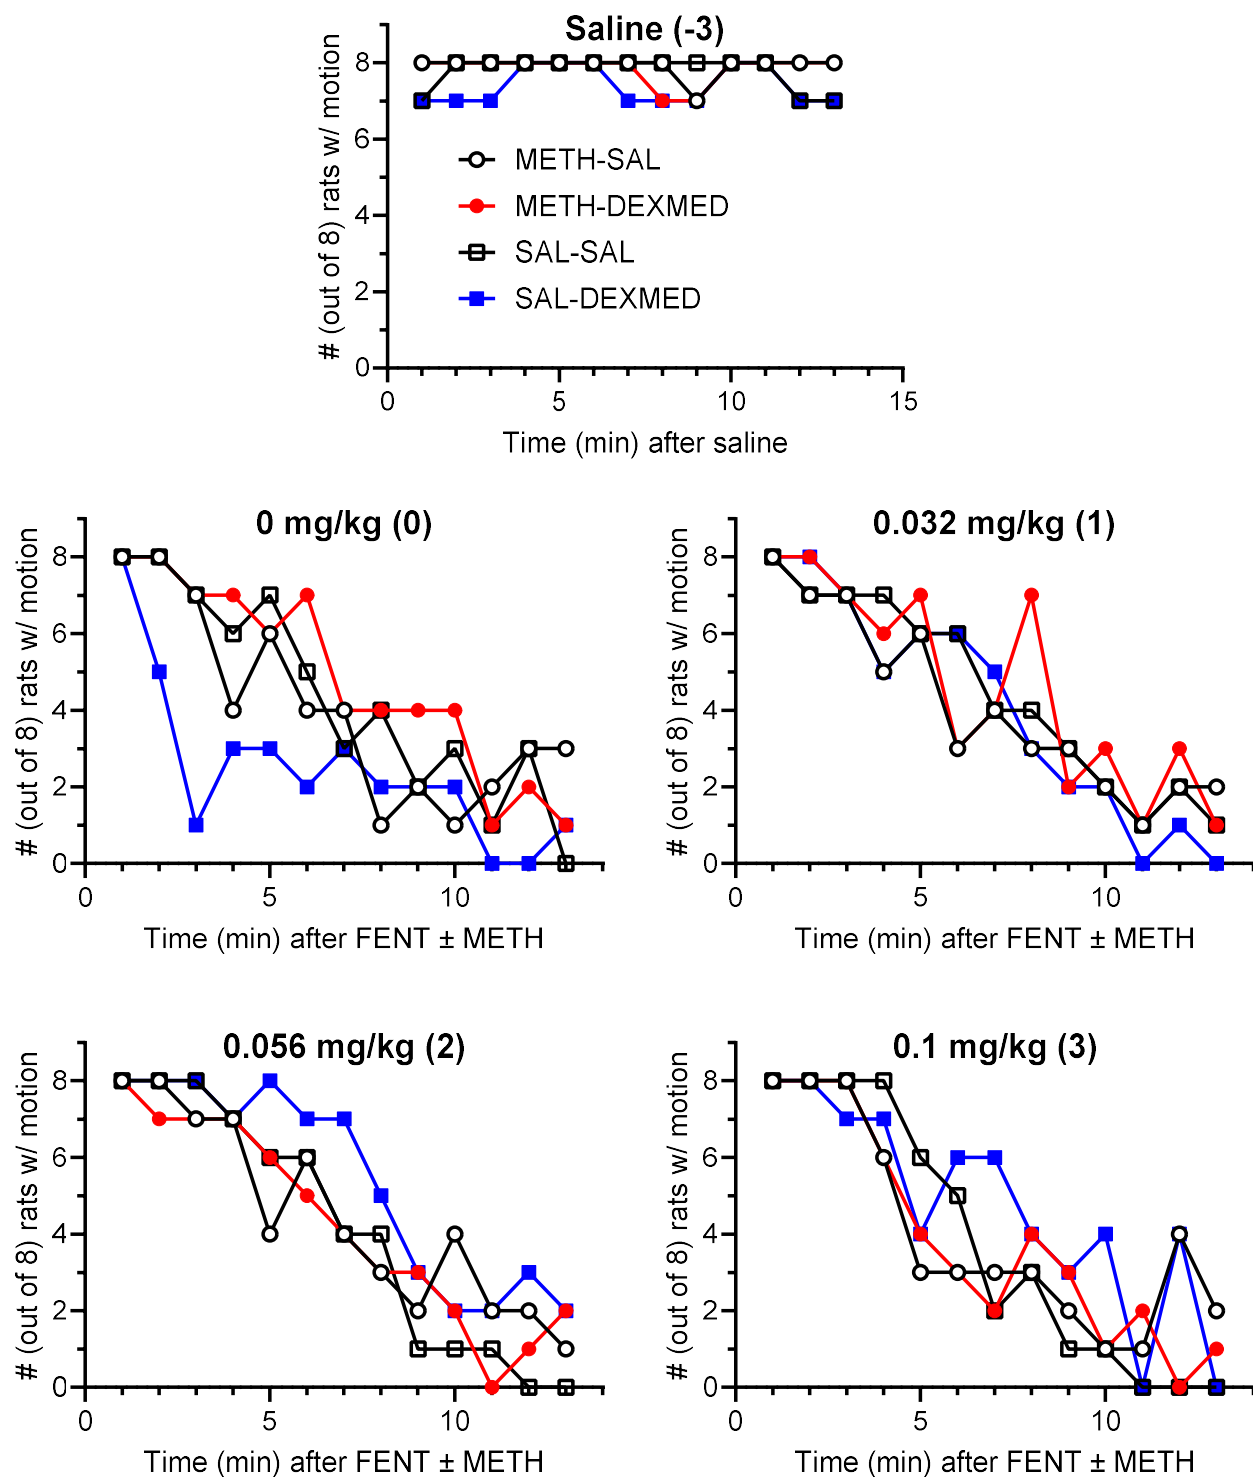 Saline (-3)
# (out of 8) rats w/ motion
8
6
4
2
0
METH-SAL
METH-DEXMED
SAL-SAL
SAL-DEXMED
0 5 10 15
Time (min) after saline
0 mg/kg (0)
# (out of 8) rats w/ motion
8
6
4
2
0
0 5 10
Time (min) after FENT ± METH
0.032 mg/kg (1)
# (out of 8) rats w/ motion
8
6
4
2
0
0 5 10
Time (min) after FENT ± METH
0.056 mg/kg (2)
# (out of 8) rats w/ motion
8
6
4
2
0
0 5 10
Time (min) after FENT ± METH
0.1 mg/kg (3)
# (out of 8) rats w/ motion
8
6
4
2
0
0 5 10
Time (min) after FENT ± METH